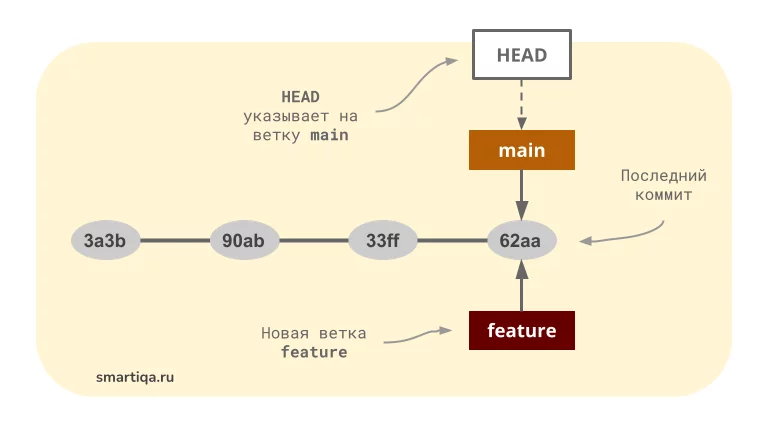 HEAD
HEAD
указывает на
ветку main
main
Последний
коммит
3a3b
90ab
33ff
62aa
Новая ветка
feature
feature
smartiqa.ru